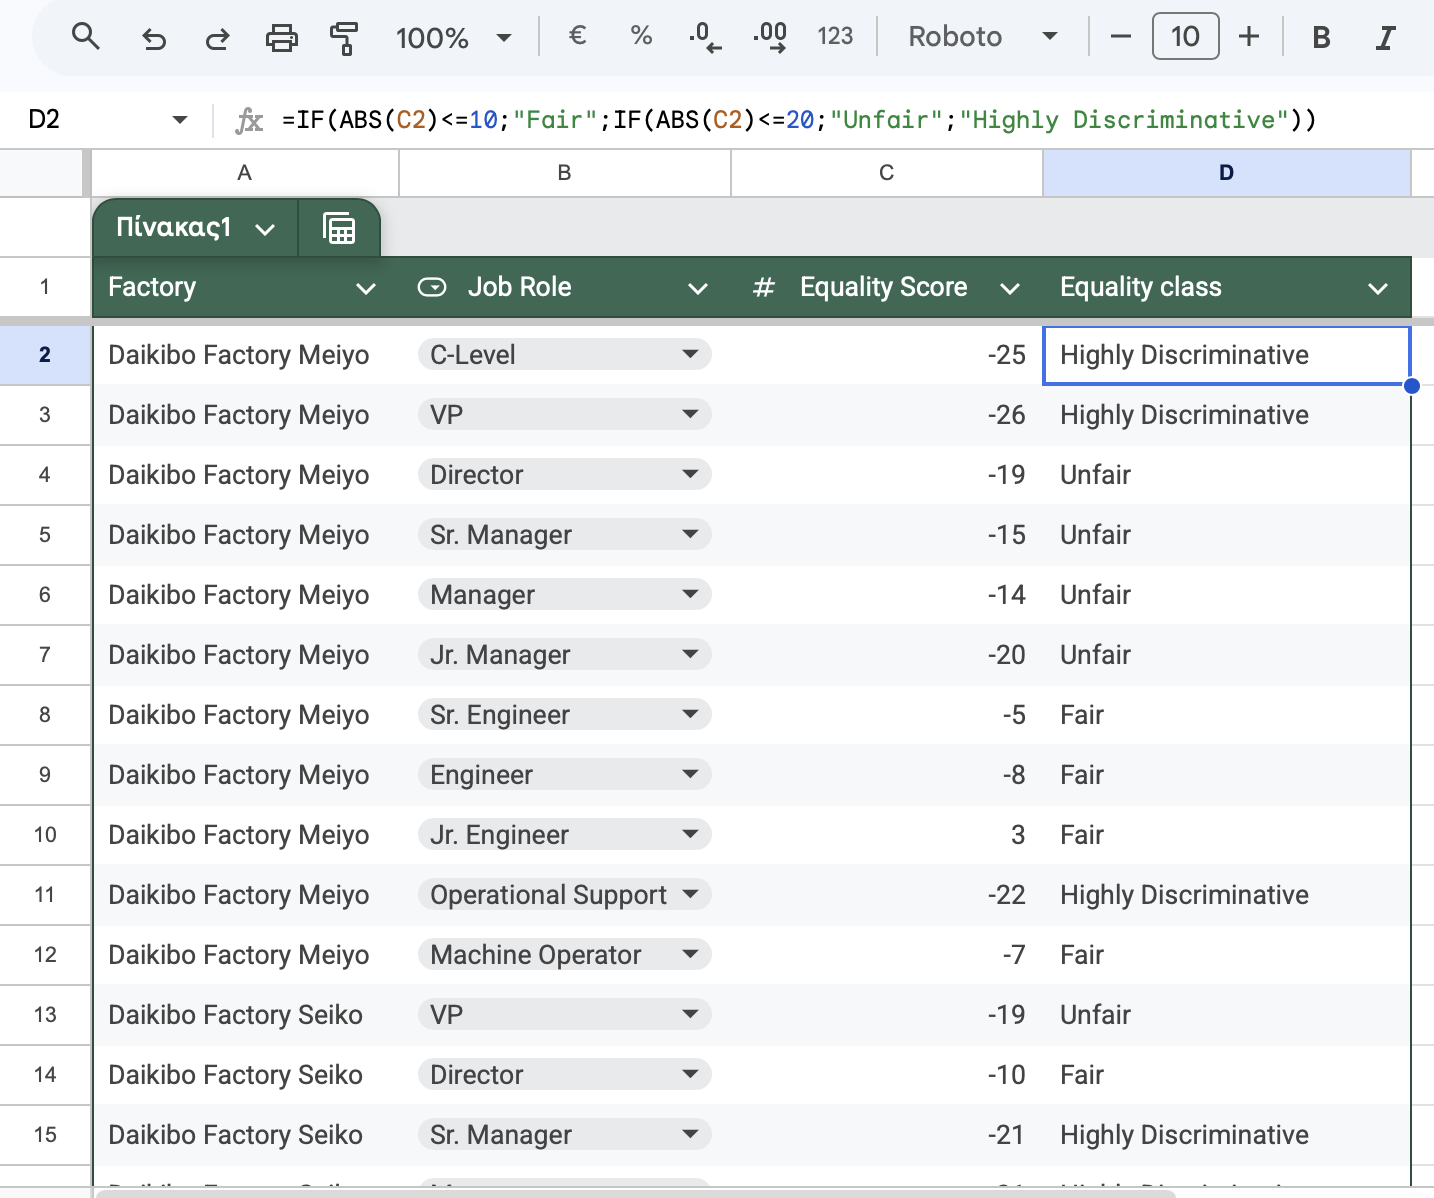 100% € % .0 .00 123 Roboto 10 B I
D2 fx =IF(ABS(C2)<=10;"Fair";IF(ABS(C2)<=20;"Unfair";"Highly Discriminative"))
A B C D
Πίνακας1
1 Factory Job Role # Equality Score Equality class
2 Daikibo Factory Meiyo C-Level -25 Highly Discriminative
3 Daikibo Factory Meiyo VP -26 Highly Discriminative
4 Daikibo Factory Meiyo Director -19 Unfair
5 Daikibo Factory Meiyo Sr. Manager -15 Unfair
6 Daikibo Factory Meiyo Manager -14 Unfair
7 Daikibo Factory Meiyo Jr. Manager -20 Unfair
8 Daikibo Factory Meiyo Sr. Engineer -5 Fair
9 Daikibo Factory Meiyo Engineer -8 Fair
10 Daikibo Factory Meiyo Jr. Engineer 3 Fair
11 Daikibo Factory Meiyo Operational Support -22 Highly Discriminative
12 Daikibo Factory Meiyo Machine Operator -7 Fair
13 Daikibo Factory Seiko VP -19 Unfair
14 Daikibo Factory Seiko Director -10 Fair
15 Daikibo Factory Seiko Sr. Manager -21 Highly Discriminative